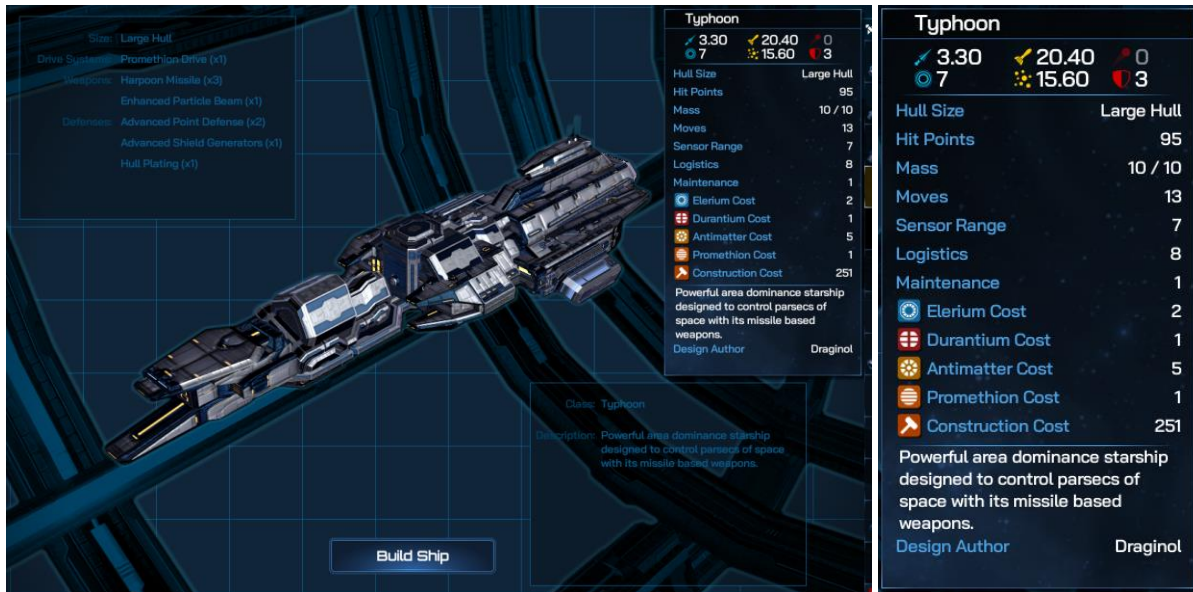 Size: Large Hull
Drive Systems: Promethion Drive (x1)
Weapons: Harpoon Missile (x3)
Enhanced Particle Beam (x1)
Defenses: Advanced Point Defense (x2)
Advanced Shield Generators (x1)
Hull Plating (x1)
Class: Typhoon
Description: Powerful area dominance starship
designed to control parsecs of space
with its missile based weapons.
Build Ship
Typhoon
3.30 20.40 0
7 15.60 3
Hull Size Large Hull
Hit Points 95
Mass 10 / 10
Moves 13
Sensor Range 7
Logistics 8
Maintenance 1
Elerium Cost 2
Durantium Cost 1
Antimatter Cost 5
Promethion Cost 1
Construction Cost 251
Powerful area dominance starship
designed to control parsecs of
space with its missile based
weapons.
Design Author Draginol
Typhoon
3.30 20.40 0
7 15.60 3
Hull Size Large Hull
Hit Points 95
Mass 10 / 10
Moves 13
Sensor Range 7
Logistics 8
Maintenance 1
Elerium Cost 2
Durantium Cost 1
Antimatter Cost 5
Promethion Cost 1
Construction Cost 251
Powerful area dominance starship
designed to control parsecs of
space with its missile based
weapons.
Design Author Draginol